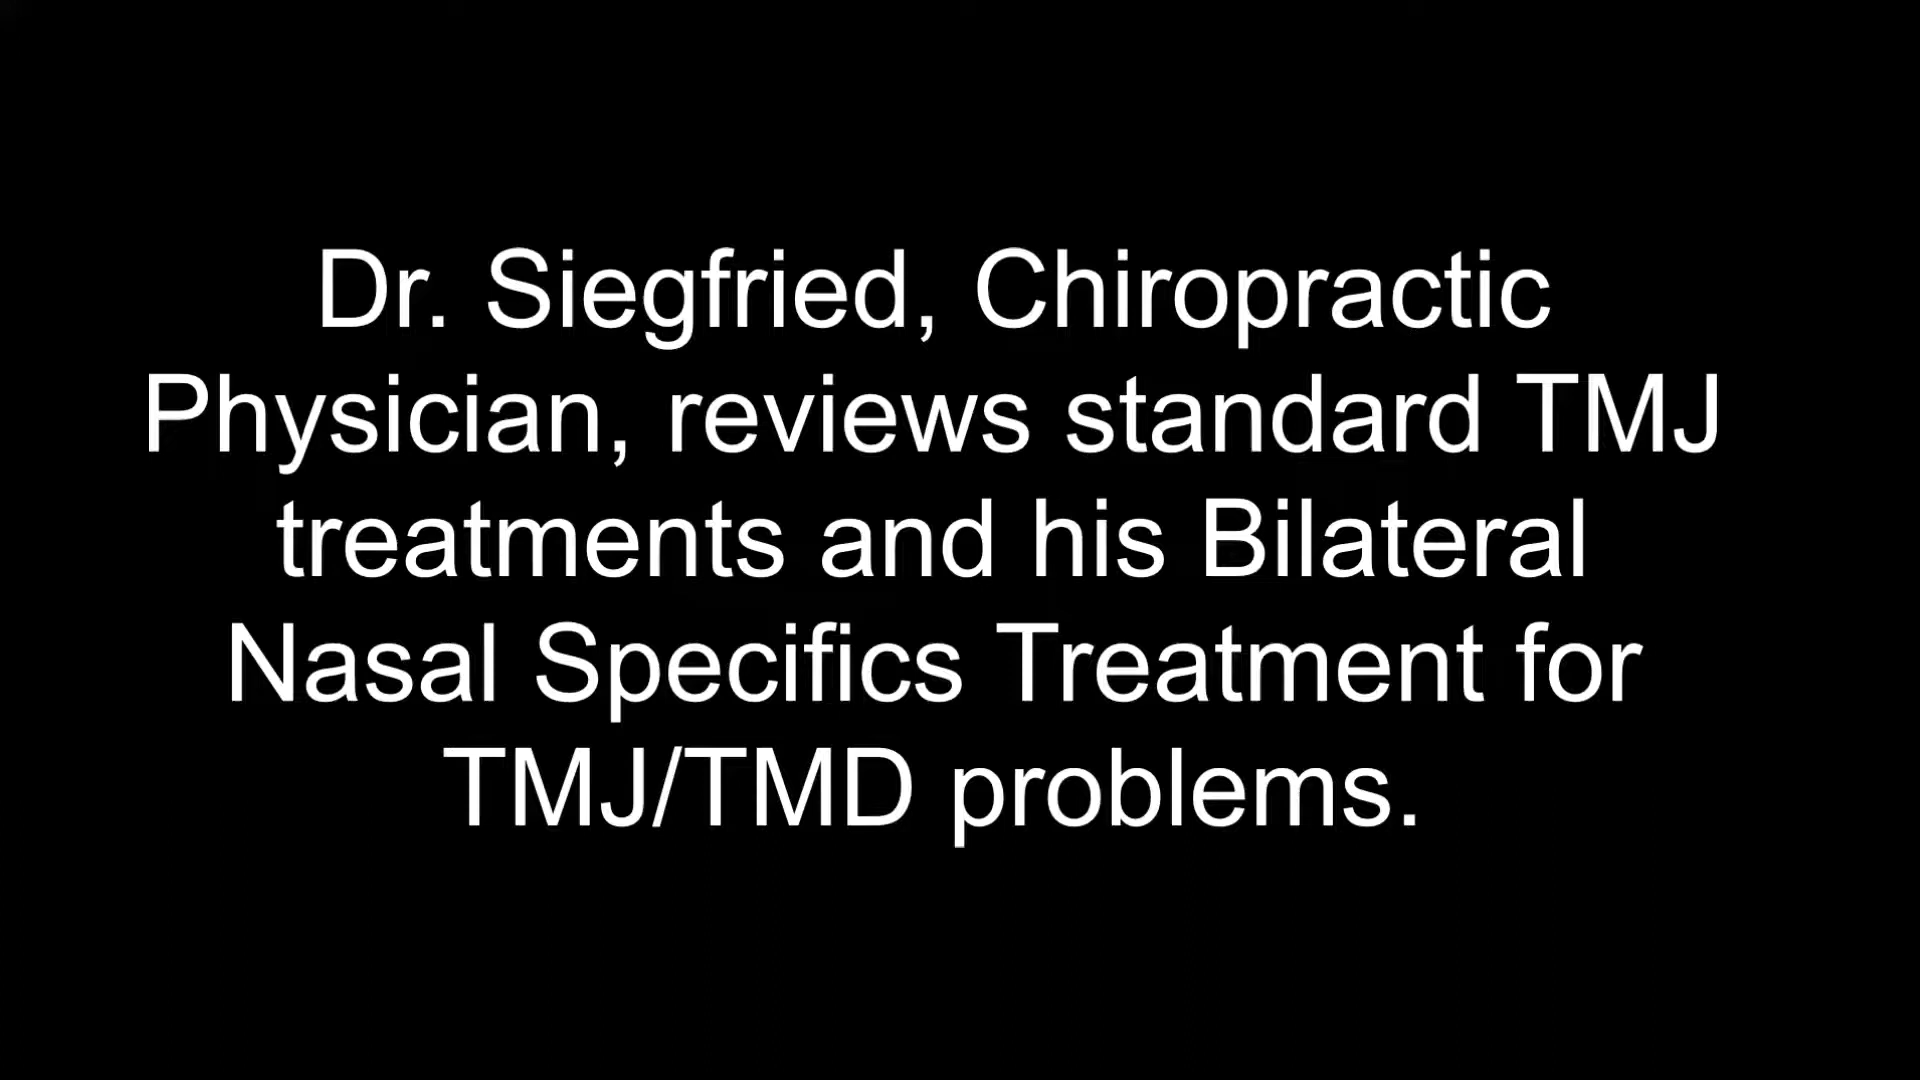 Dr. Siegfried, Chiropractic
Physician, reviews standard TMJ
treatments and his Bilateral
Nasal Specifics Treatment for
TMJ/TMD problems.